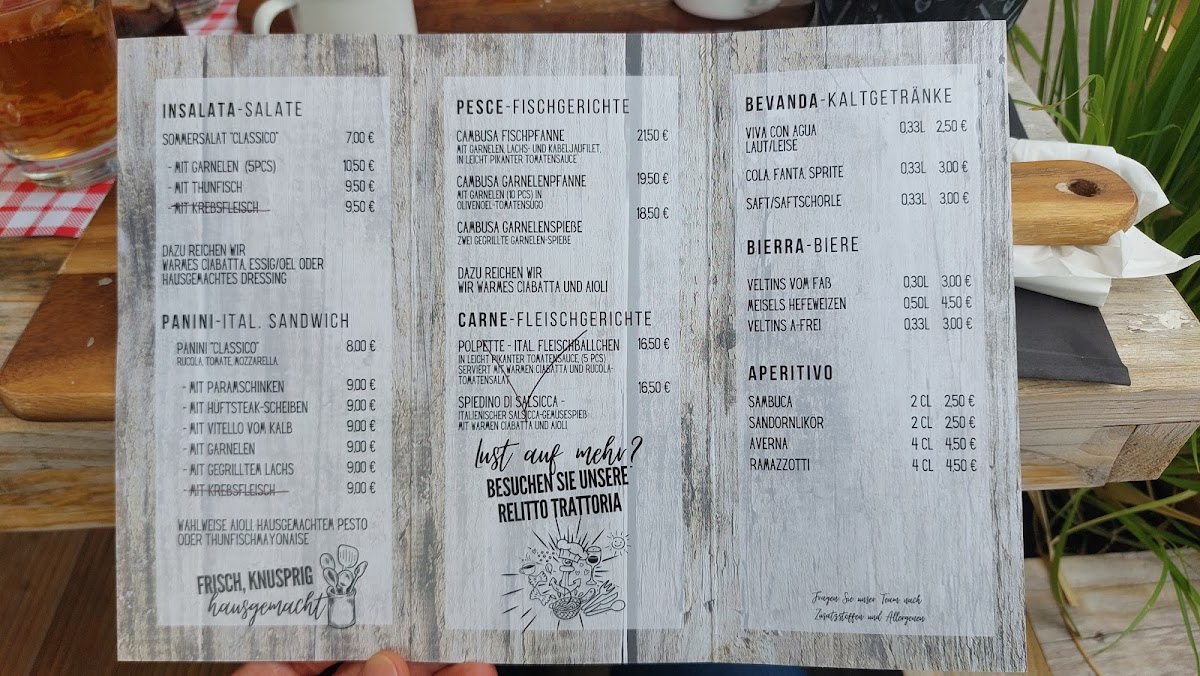 INSALATA-SALATE
SOMMERSALAT "CLASSICO" 7,00 €
- MIT GARNELEN (5PCS) 10,50 €
- MIT THUNFISCH 9,50 €
- MIT KREBSFLEISCH 9,50 €
DAZU REICHEN WIR
WARMES CIABATTA, ESSIG/OEL ODER
HAUSGEMACHTES DRESSING
PANINI-ITAL. SANDWICH
PANINI "CLASSICO" 8,00 €
RUCOLA, TOMATE, MOZZARELLA
- MIT PARAMSCHINKEN 9,00 €
- MIT HÜFTSTEAK-SCHEIBEN 9,00 €
- MIT VITELLO VOM KALB 9,00 €
- MIT GARNELEN 9,00 €
- MIT GEGRILLTEM LACHS 9,00 €
- MIT KREBSFLEISCH 9,00 €
WAHLWEISE AIOLI, HAUSGEMACHTEM PESTO
ODER THUNFISCHMAYONAISE
FRISCH, KNUSPRIG
hausgemacht
PESCE-FISCHGERICHTE
CAMBUSA FISCHPFANNE 21,50 €
MIT GARNELEN, LACHS- UND KABELJAUFILET,
IN LEICHT PIKANTER TOMATENSAUCE
CAMBUSA GARNELENPFANNE 19,50 €
MIT GARNELEN (10 PCS) IN
OLIVENOEL-TOMATENSUGO
18,50 €
CAMBUSA GARNELENSPIEẞE
ZWEI GEGRILLTE GARNELEN-SPIEBE
DAZU REICHEN WIR
WIR WARMES CIABATTA UND AIOLI
CARNE-FLEISCHGERICHTE
POLPETTE - ITAL. FLEISCHBÄLLCHEN 16,50 €
IN LEICHT PIKANTER TOMATENSAUCE, (5 PCS)
SERVIERT MIT WARMEN CIABATTA UND RUCOLA-
TOMATENSALAT
16,50 €
SPIEDINO DI SALSICCA -
ITALIENISCHER SALSICCA-GEMÜSESPIEB
MIT WARMEN CIABATTA UND AIOLI
Lust auf mehr?
BESUCHEN SIE UNSERE
RELITTO TRATTORIA
BEVANDA-KALTGETRÄNKE
VIVA CON AGUA 0,33L 2,50 €
LAUT/LEISE
COLA, FANTA, SPRITE 0,33L 3,00 €
SAFT/SAFTSCHORLE 0,33L 3,00 €
BIERRA-BIERE
VELTINS VOM FAẞ 0,30L 3,00 €
MEISELS HEFEWEIZEN 0,50L 4,50 €
VELTINS A-FREI 0,33L 3,00 €
APERITIVO
SAMBUCA 2 CL 2,50 €
SANDORNLIKÖR 2 CL 2,50 €
AVERNA 4 CL 4,50 €
RAMAZZOTTI 4 CL 4,50 €
Fragen Sie unser Team nach
Zusatzstoffen und Allergenen